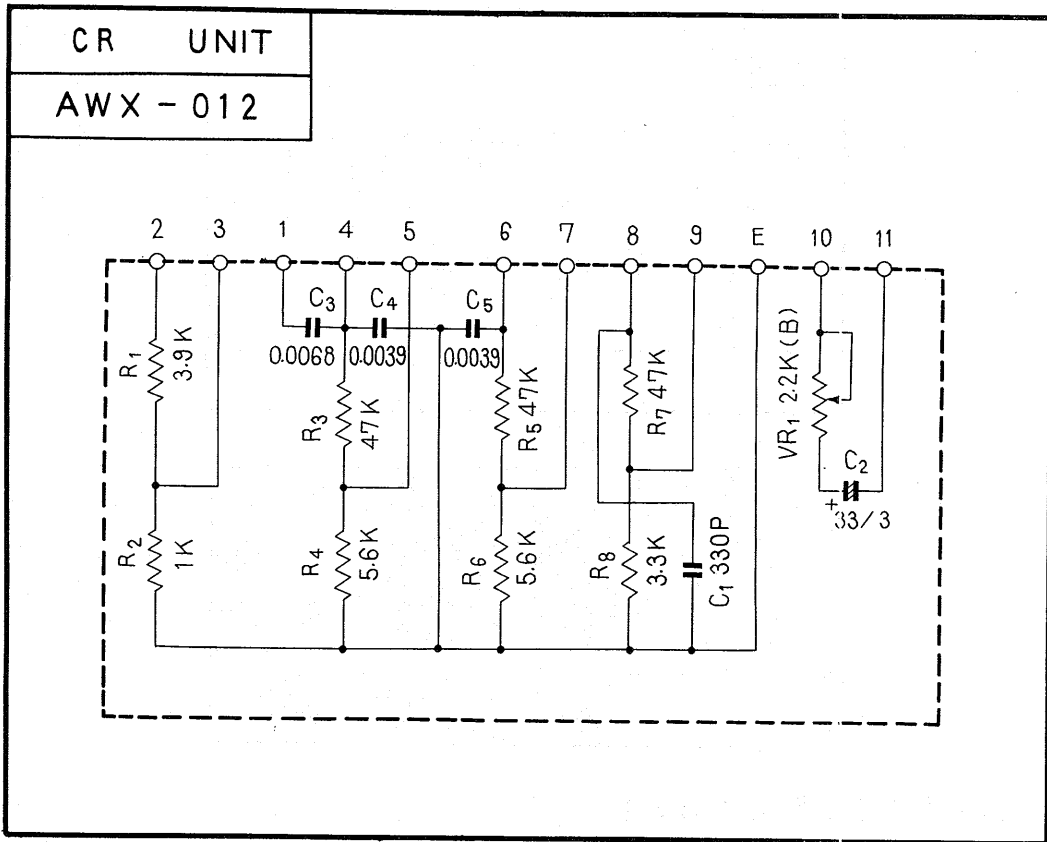 CR UNIT
AWX-012
2 3 1 4 5 6 7 8 9 E 10 11
C3 C4 C5
0.0068 0.0039 0.0039
R1 3.9K
R3 47K
R5 47K
R7 47K
VR1 2.2K(B)
C2
+
33/3
R2 1K
R4 5.6K
R6 5.6K
R8 3.3K
C1 330P